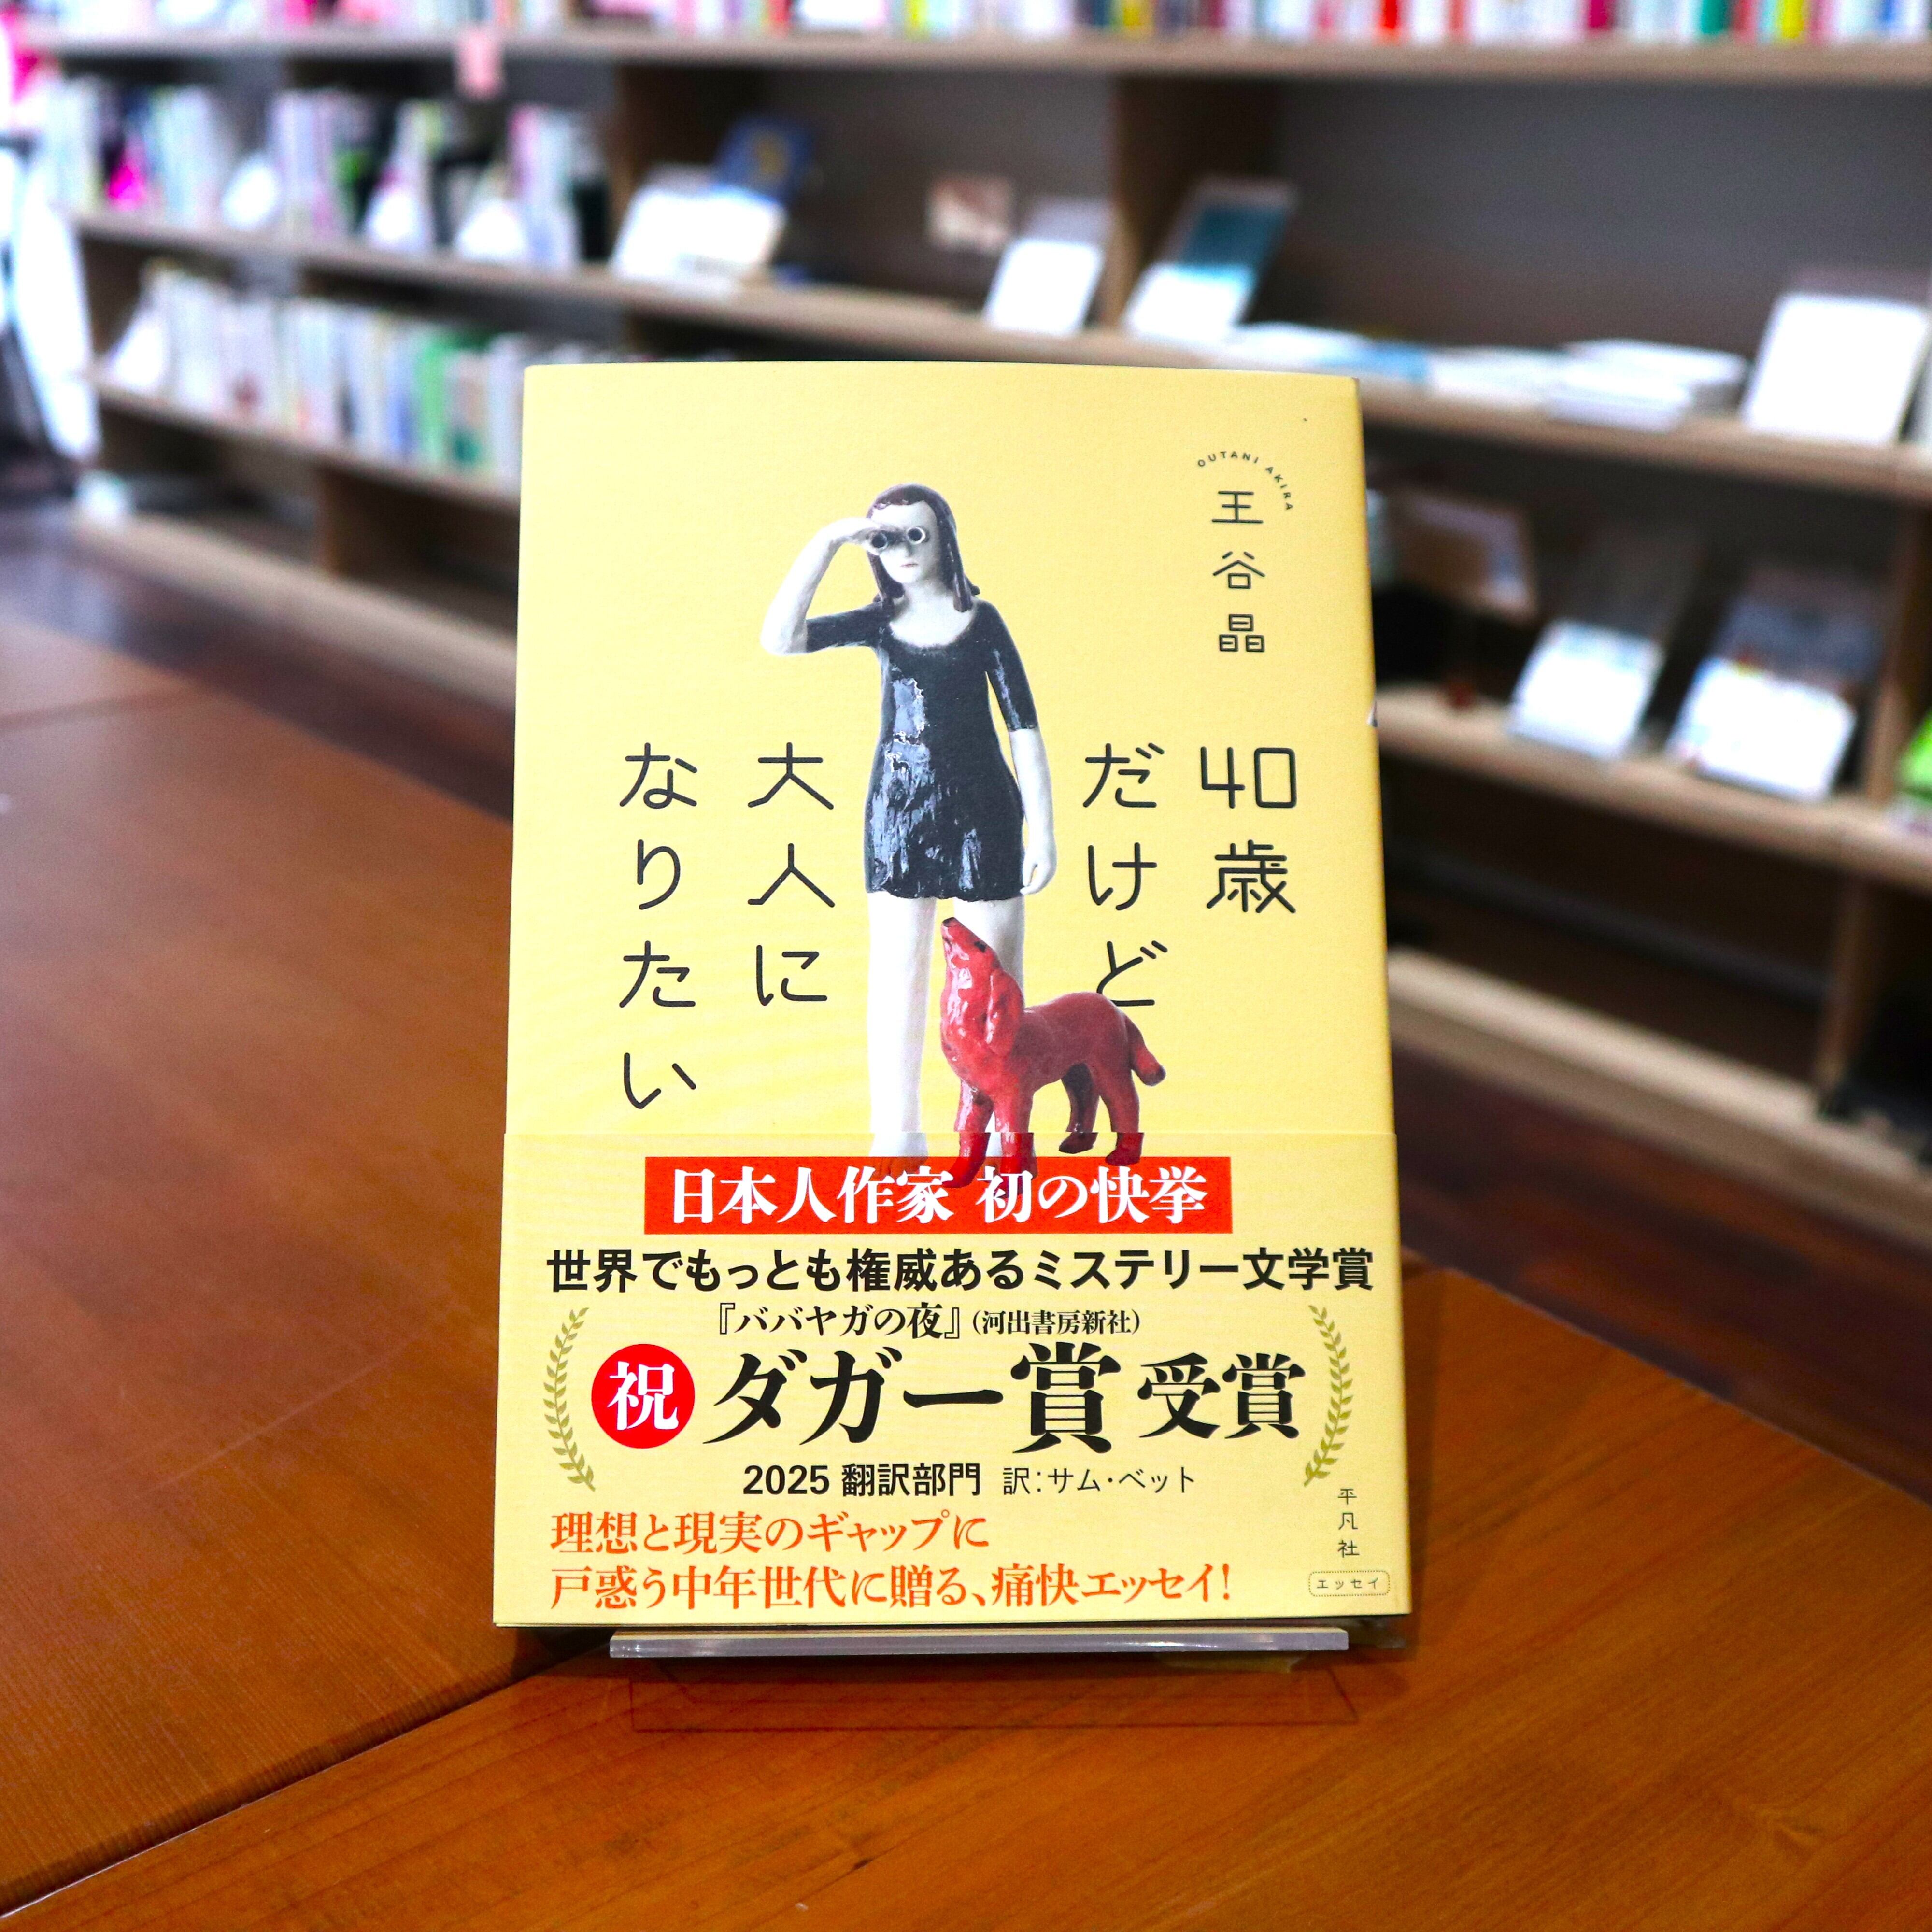 OUTANI AKIRA
王谷晶
40歳
だけど
大人に
なりたい
日本人作家 初の快挙
世界でもっとも権威あるミステリー文学賞
『ババヤガの夜』(河出書房新社)
祝 ダガー賞 受賞
2025 翻訳部門 訳:サム・ベット
理想と現実のギャップに
戸惑う中年世代に贈る、痛快エッセイ!
平凡社
エッセイ